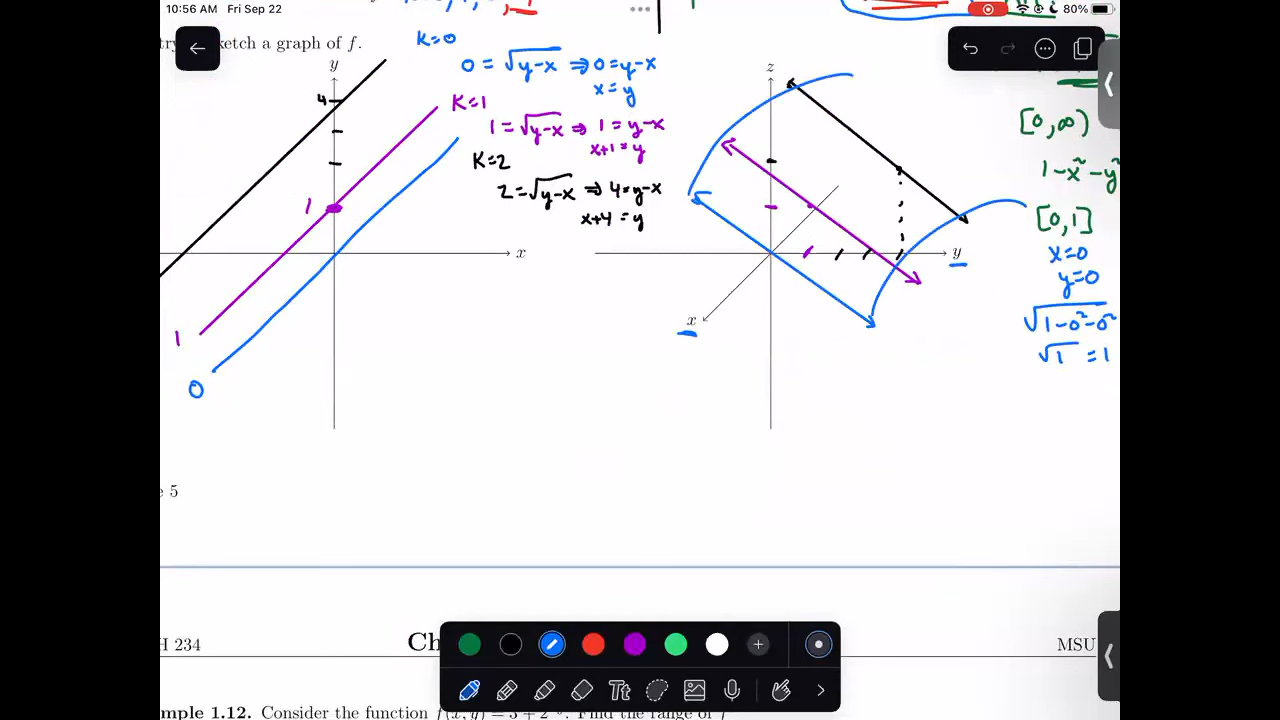 10:56 AM Fri Sep 22
80%
sketch a graph of f.
K=0
0 = √y-x ⇒ 0=y-x
x=y
K=1
1 = √y-x ⇒ 1=y-x
x+1=y
K=2
2=√y-x ⇒ 4=y-x
x+4=y
y
4
1
x
1
0
z
y
x
[0,∞)
1-x²-y²
[0,1]
x=0
y=0
√1-0²-0²
√1 = 1
5
234
Ch
MSU
Tt
mple 1.12. Consider the function